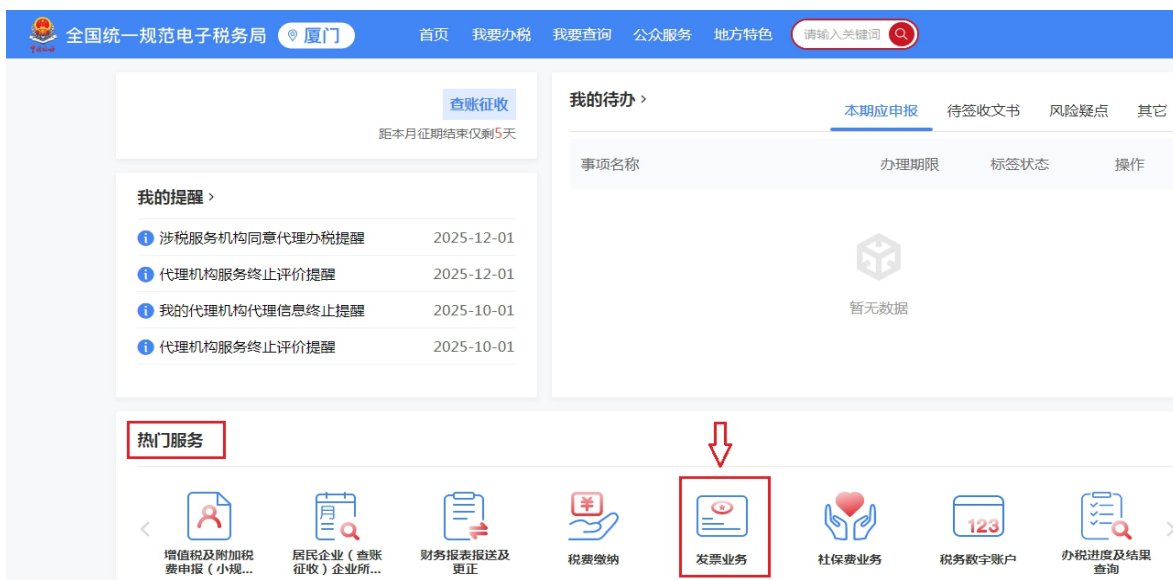 全国统一规范电子税务局 厦门 首页 我要办税 我要查询 公众服务 地方特色 请输入关键词
查账征收
距本月征期结束仅剩5天
我的提醒 >
涉税服务机构同意代理办税提醒 2025-12-01
代理机构服务终止评价提醒 2025-12-01
我的代理机构代理信息终止提醒 2025-10-01
代理机构服务终止评价提醒 2025-10-01
我的待办 >
本期应申报 待签收文书 风险疑点 其它
事项名称 办理期限 标签状态 操作
暂无数据
热门服务
增值税及附加税
费申报（小规...
居民企业（查账
征收）企业所...
财务报表报送及
更正
税费缴纳
发票业务
社保费业务
123
税务数字账户
办税进度及结果
查询